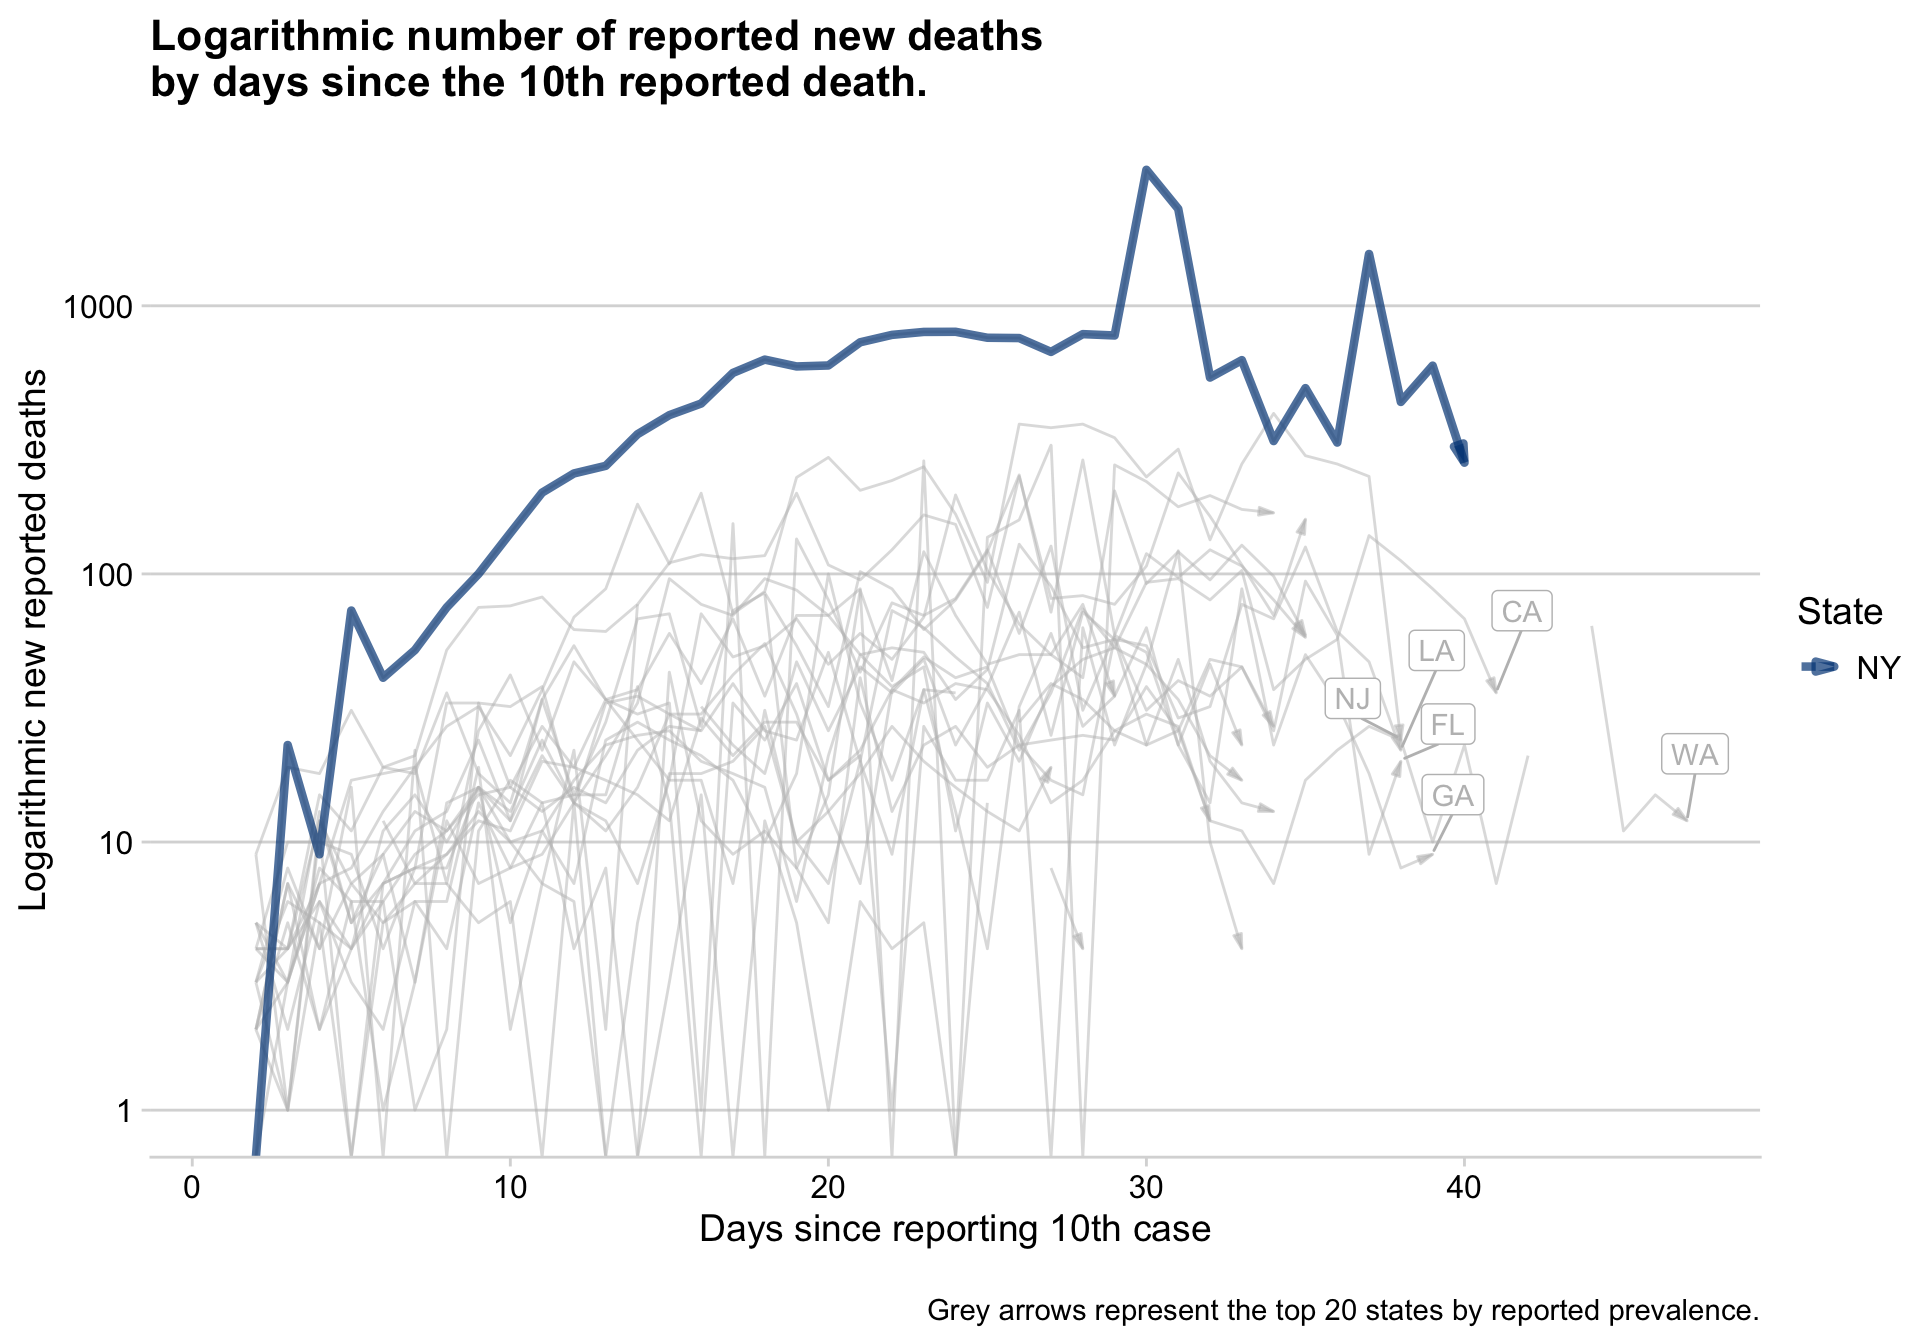 Logarithmic number of reported new deaths
by days since the 10th reported death.
Logarithmic new reported deaths
1000
100
10
1
CA
LA
NJ
FL
WA
GA
State
NY
0
10
20
30
40
Days since reporting 10th case
Grey arrows represent the top 20 states by reported prevalence.